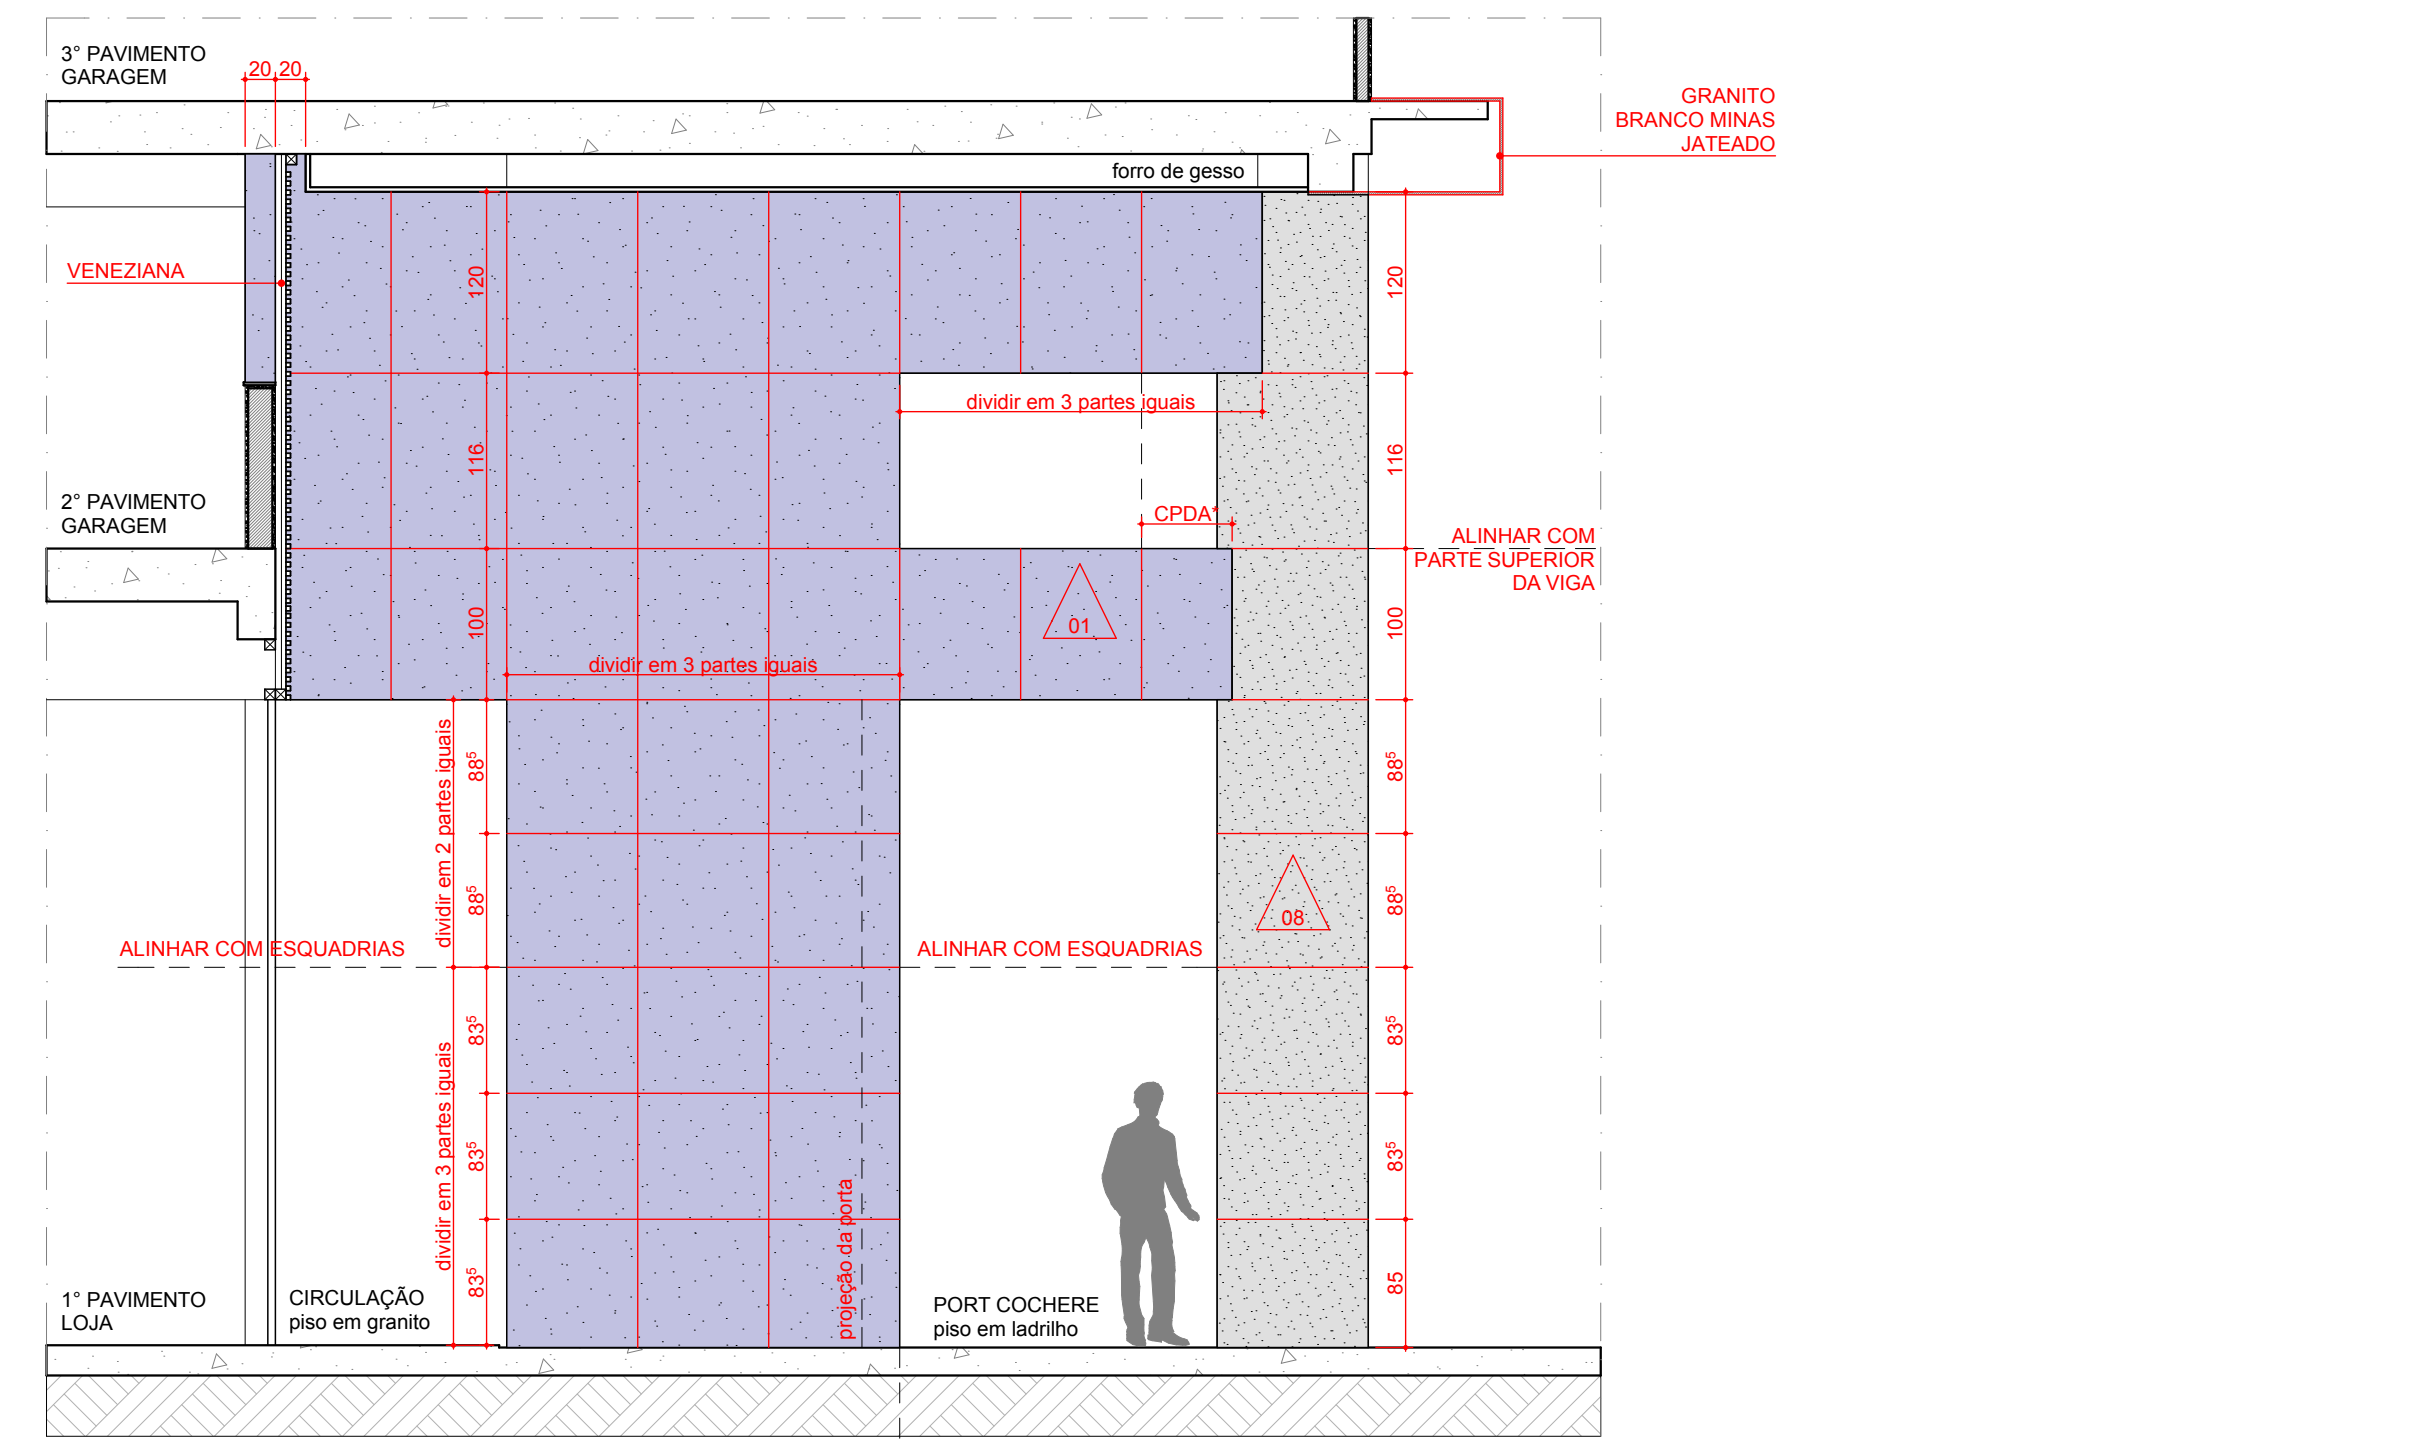 3° PAVIMENTO
GARAGEM
20 20
GRANITO
BRANCO MINAS
JATEADO
forro de gesso
VENEZIANA
120
120
dividir em 3 partes iguais
116
116
2° PAVIMENTO
GARAGEM
CPDA*
ALINHAR COM
PARTE SUPERIOR
DA VIGA
01
100
100
dividir em 3 partes iguais
dividir em 2 partes iguais
88⁵
88⁵
88⁵
88⁵
08
ALINHAR COM ESQUADRIAS
ALINHAR COM ESQUADRIAS
dividir em 3 partes iguais
83⁵
83⁵
83⁵
83⁵
83⁵
85
projeção da porta
1° PAVIMENTO
LOJA
CIRCULAÇÃO
piso em granito
PORT COCHERE
piso em ladrilho